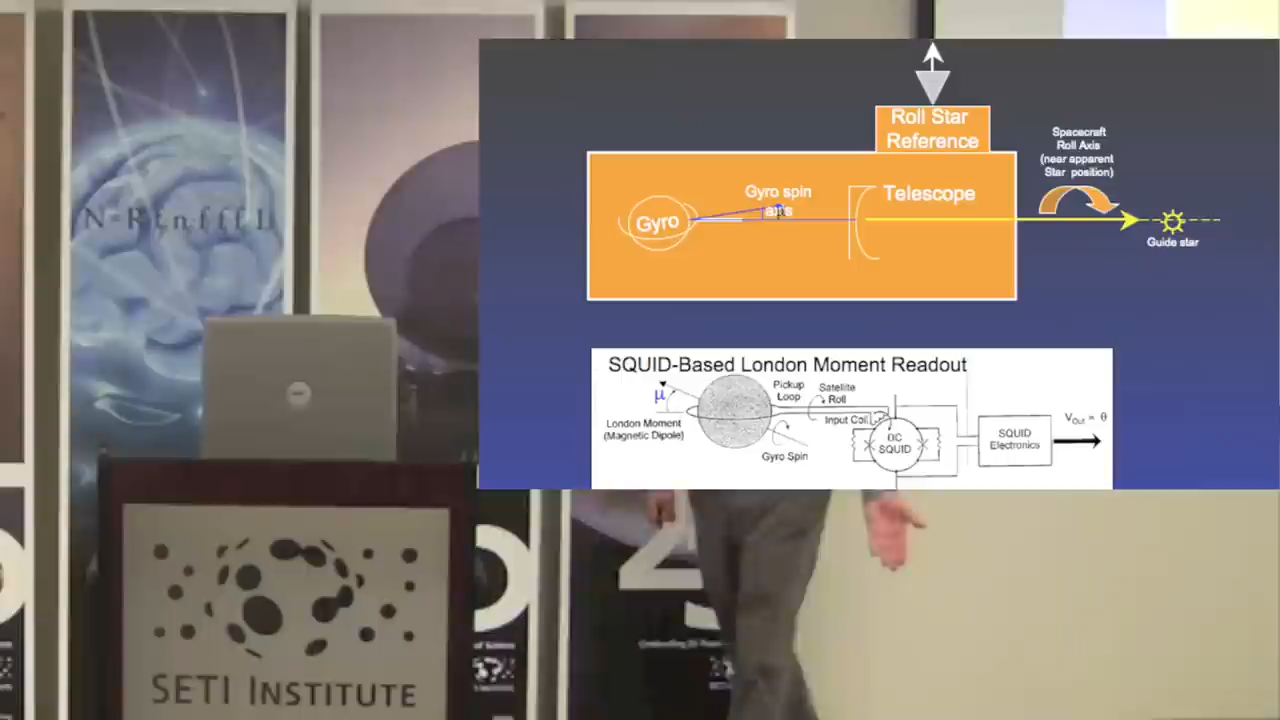 N=R*
Roll Star
Reference
Spacecraft
Roll Axis
(near apparent
Star position)
Gyro
Gyro spin
axis
Telescope
Guide star
SQUID-Based London Moment Readout
μ
Pickup
Loop
Satellite
Roll
London Moment
(Magnetic Dipole)
Input Coil
Gyro Spin
DC
SQUID
SQUID
Electronics
VOut = θ
SETI INSTITUTE